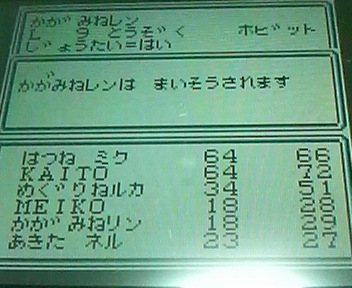 かがみねレン
L 9 とうぞく ホビット
じょうたい=はい
かがみねレンは まいそうされます
はつね ミク 64 66
KAITO 64 72
めぐりねルカ 34 51
MEIKO 18 28
かがみねリン 18 29
あきた ネル 23 27